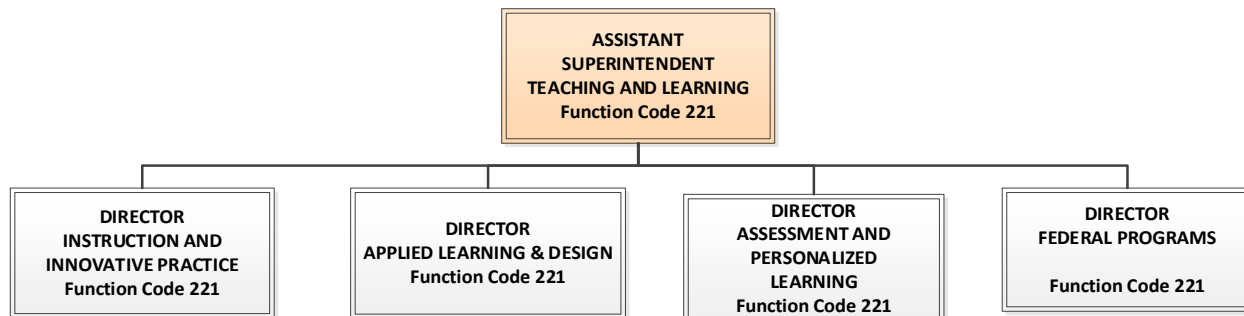 ASSISTANT
SUPERINTENDENT
TEACHING AND LEARNING
Function Code 221
DIRECTOR
INSTRUCTION AND
INNOVATIVE PRACTICE
Function Code 221
DIRECTOR
APPLIED LEARNING & DESIGN
Function Code 221
DIRECTOR
ASSESSMENT AND
PERSONALIZED
LEARNING
Function Code 221
DIRECTOR
FEDERAL PROGRAMS
Function Code 221